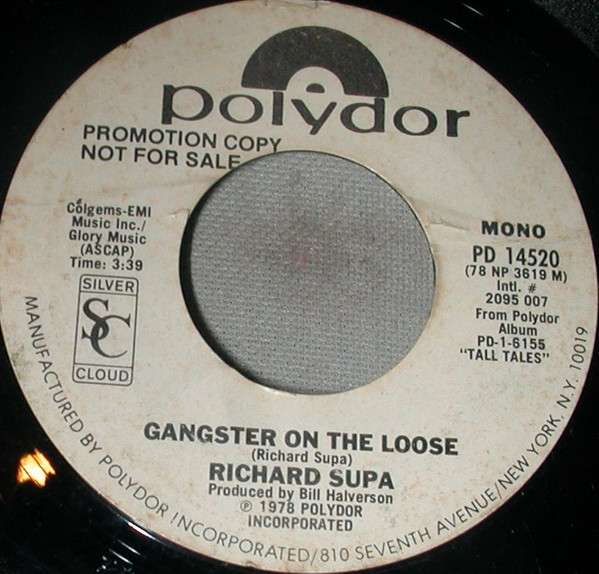 polydor
PROMOTION COPY
NOT FOR SALE
Colgems-EMI
Music Inc./
Glory Music
(ASCAP)
Time: 3:39
SILVER
SC
CLOUD
MONO
PD 14520
(78 NP 3619 M)
Intl. #
2095 007
From Polydor
Album
PD-1-6155
"TALL TALES"
GANGSTER ON THE LOOSE
(Richard Supa)
RICHARD SUPA
Produced by Bill Halverson
℗ 1978 POLYDOR
INCORPORATED
MANUFACTURED BY POLYDOR INCORPORATED/810 SEVENTH AVENUE/NEW YORK, N.Y. 10019